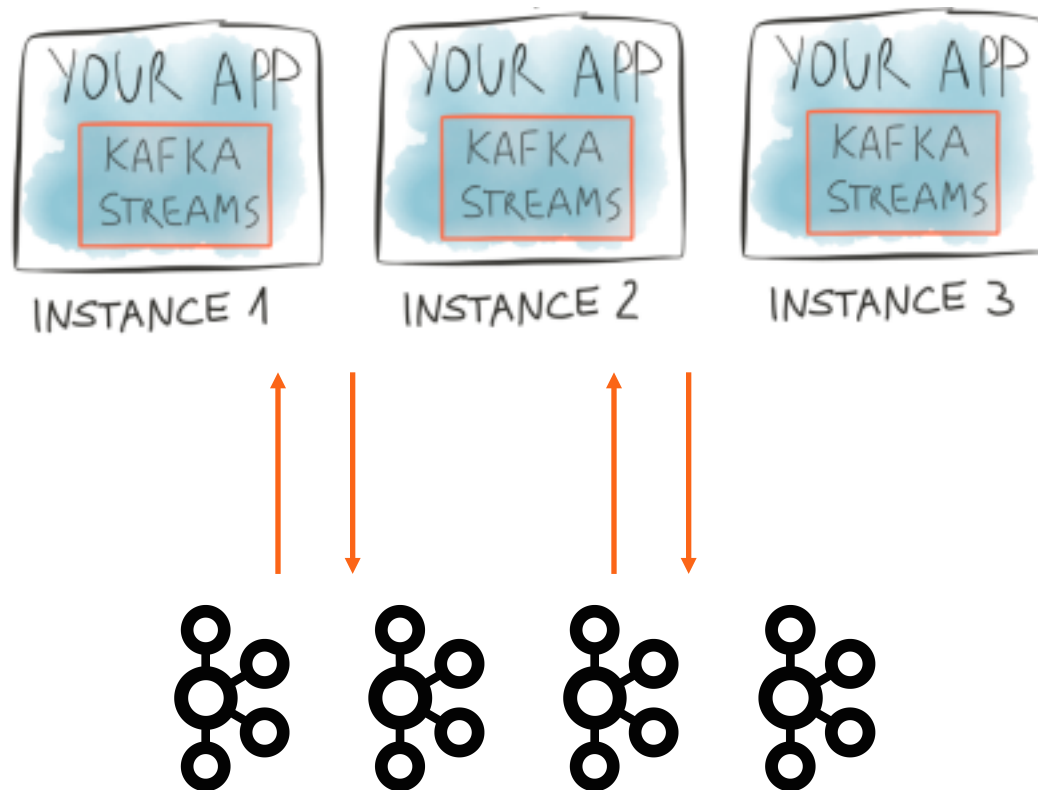 YOUR APP
KAFKA
STREAMS
INSTANCE 1
YOUR APP
KAFKA
STREAMS
INSTANCE 2
YOUR APP
KAFKA
STREAMS
INSTANCE 3